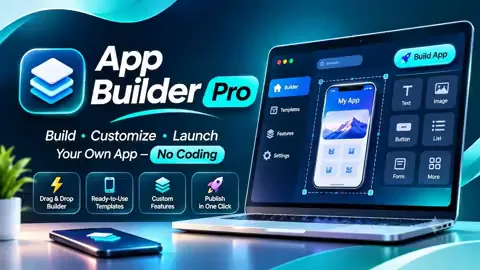 App
Builder Pro
Build • Customize • Launch
Your Own App – No Coding
Drag & Drop
Builder
Ready-to-Use
Templates
Custom
Features
Publish
in One Click
Builder
Templates
Features
Settings
My App
Build App
Text
Image
Button
List
Form
More